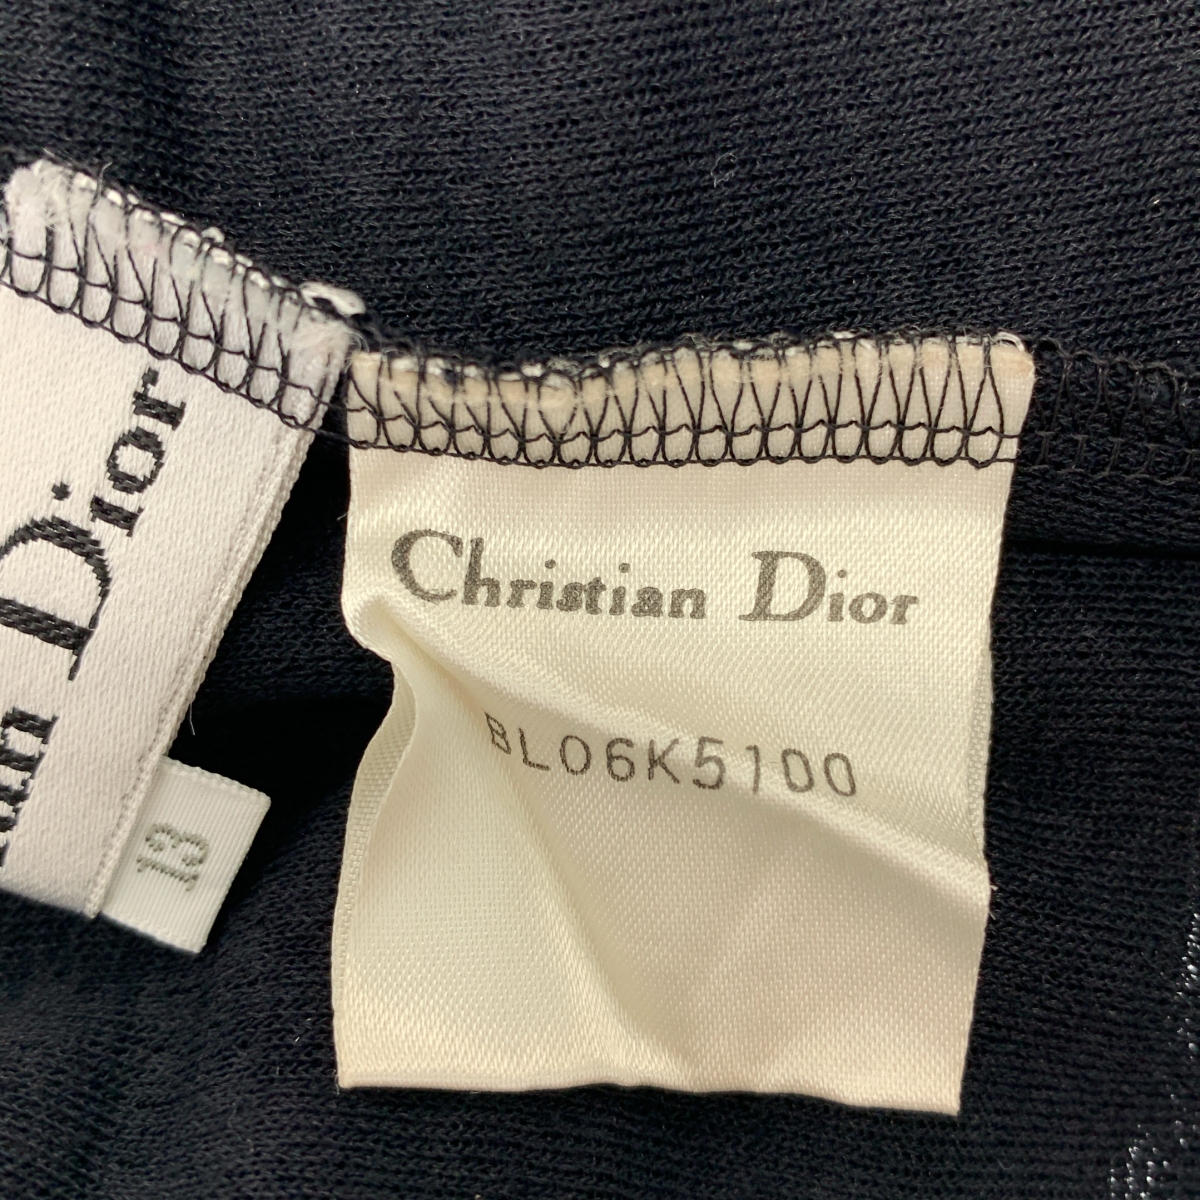 Dior
13
Christian Dior
BL06K5100